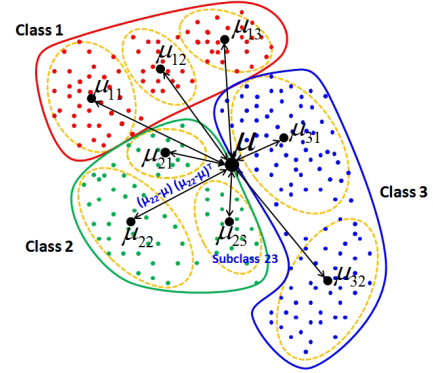 Class 1
μ13
μ12
μ11
μ
μ31
μ21
Class 3
(μ22-μ) (μ22-μ)ᵀ
μ22
μ23
Class 2
Subclass 23
μ32